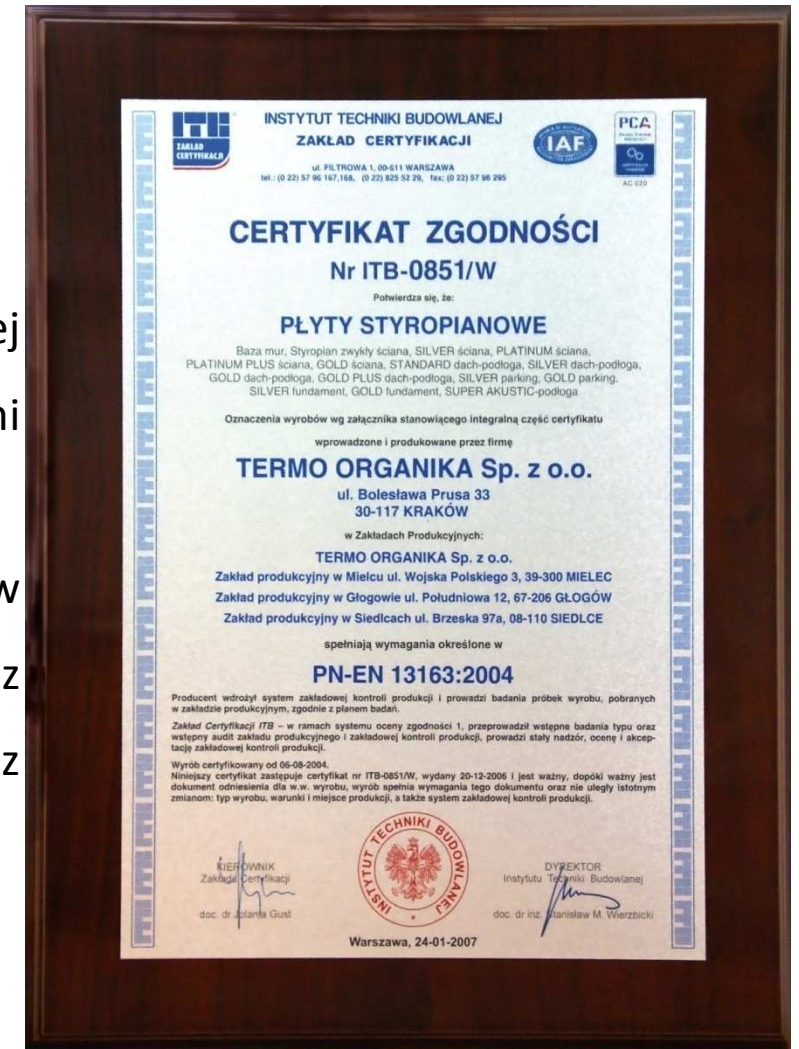 ej
ni
w
z
z
ITB
ZAKŁAD
CERTYFIKACJI
INSTYTUT TECHNIKI BUDOWLANEJ
ZAKŁAD CERTYFIKACJI
ul. FILTROWA 1, 00-611 WARSZAWA
tel.: (0 22) 57 96 167,168, (0 22) 825 52 29, fax: (0 22) 57 96 295
IAF
PCA
AC 020
CERTYFIKAT ZGODNOŚCI
Nr ITB-0851/W
Potwierdza się, że:
PŁYTY STYROPIANOWE
Baza mur, Styropian zwykły ściana, SILVER ściana, PLATINUM ściana,
PLATINUM PLUS ściana, GOLD ściana, STANDARD dach-podłoga, SILVER dach-podłoga,
GOLD dach-podłoga, GOLD PLUS dach-podłoga, SILVER parking, GOLD parking,
SILVER fundament, GOLD fundament, SUPER AKUSTIC-podłoga
Oznaczenia wyrobów wg załącznika stanowiącego integralną część certyfikatu
wprowadzone i produkowane przez firmę
TERMO ORGANIKA Sp. z o.o.
ul. Bolesława Prusa 33
30-117 KRAKÓW
w Zakładach Produkcyjnych:
TERMO ORGANIKA Sp. z o.o.
Zakład produkcyjny w Mielcu ul. Wojska Polskiego 3, 39-300 MIELEC
Zakład produkcyjny w Głogowie ul. Południowa 12, 67-206 GŁOGÓW
Zakład produkcyjny w Siedlcach ul. Brzeska 97a, 08-110 SIEDLCE
spełniają wymagania określone w
PN-EN 13163:2004
Producent wdrożył system zakładowej kontroli produkcji i prowadzi badania próbek wyrobu, pobranych
w zakładzie produkcyjnym, zgodnie z planem badań.
Zakład Certyfikacji ITB – w ramach systemu oceny zgodności 1, przeprowadził wstępne badania typu oraz
wstępny audit zakładu produkcyjnego i zakładowej kontroli produkcji, prowadzi stały nadzór, ocenę i akcep-
tację zakładowej kontroli produkcji.
Wyrób certyfikowany od 06-08-2004.
Niniejszy certyfikat zastępuje certyfikat nr ITB-0851/W, wydany 20-12-2006 i jest ważny, dopóki ważny jest
dokument odniesienia dla w.w. wyrobu, wyrób spełnia wymagania tego dokumentu oraz nie uległy istotnym
zmianom: typ wyrobu, warunki i miejsce produkcji, a także system zakładowej kontroli produkcji.
INSTYTUT TECHNIKI BUDOWLANEJ
KIEROWNIK
Zakładu Certyfikacji
doc. dr Jolanta Gust
DYREKTOR
Instytutu Techniki Budowlanej
doc. dr inż. Stanisław M. Wierzbicki
Warszawa, 24-01-2007